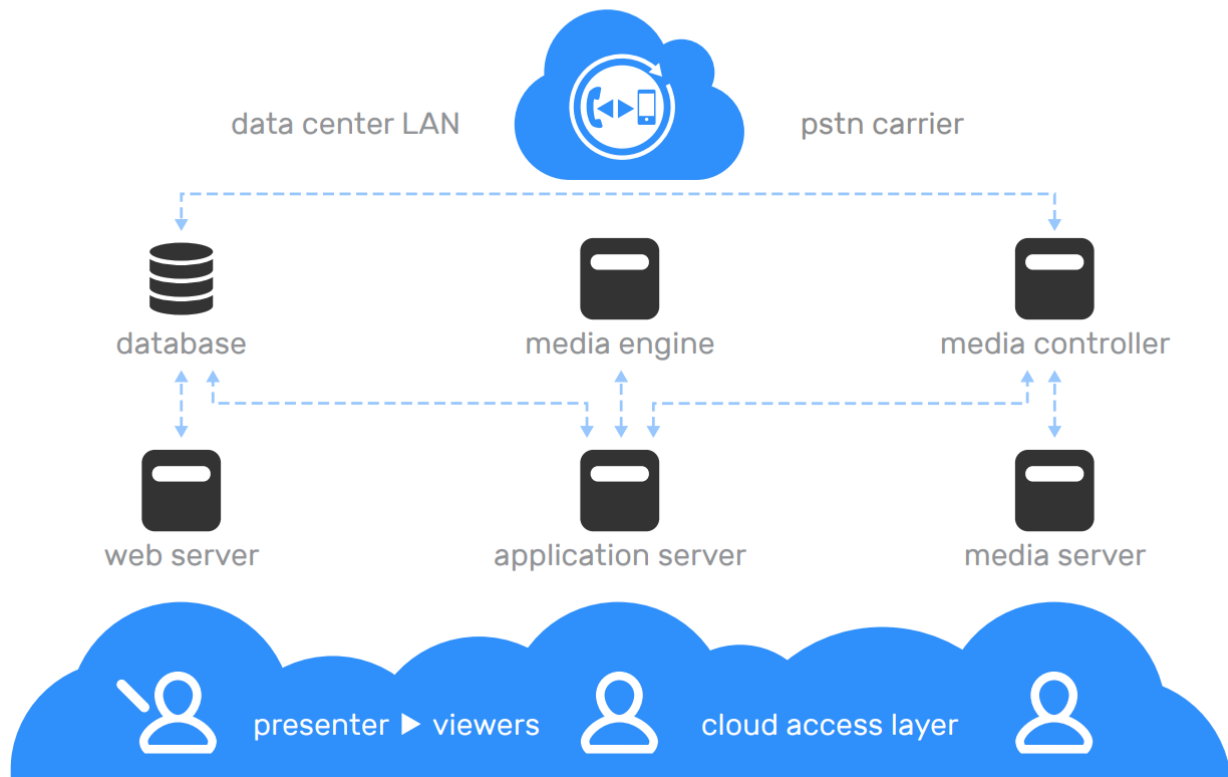 data center LAN
pstn carrier
database
media engine
media controller
web server
application server
media server
presenter ▶ viewers
cloud access layer